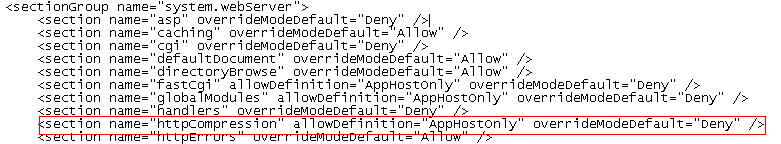 <sectionGroup name="system.webServer">
<section name="asp" overrideModeDefault="Deny" />
<section name="caching" overrideModeDefault="Allow" />
<section name="cgi" overrideModeDefault="Deny" />
<section name="defaultDocument" overrideModeDefault="Allow" />
<section name="directoryBrowse" overrideModeDefault="Allow" />
<section name="fastCgi" allowDefinition="AppHostOnly" overrideModeDefault="Deny" />
<section name="globalModules" allowDefinition="AppHostOnly" overrideModeDefault="Deny" />
<section name="handlers" overrideModeDefault="Deny" />
<section name="httpCompression" allowDefinition="AppHostOnly" overrideModeDefault="Deny" />
<section name="httpErrors" overrideModeDefault="Allow" />